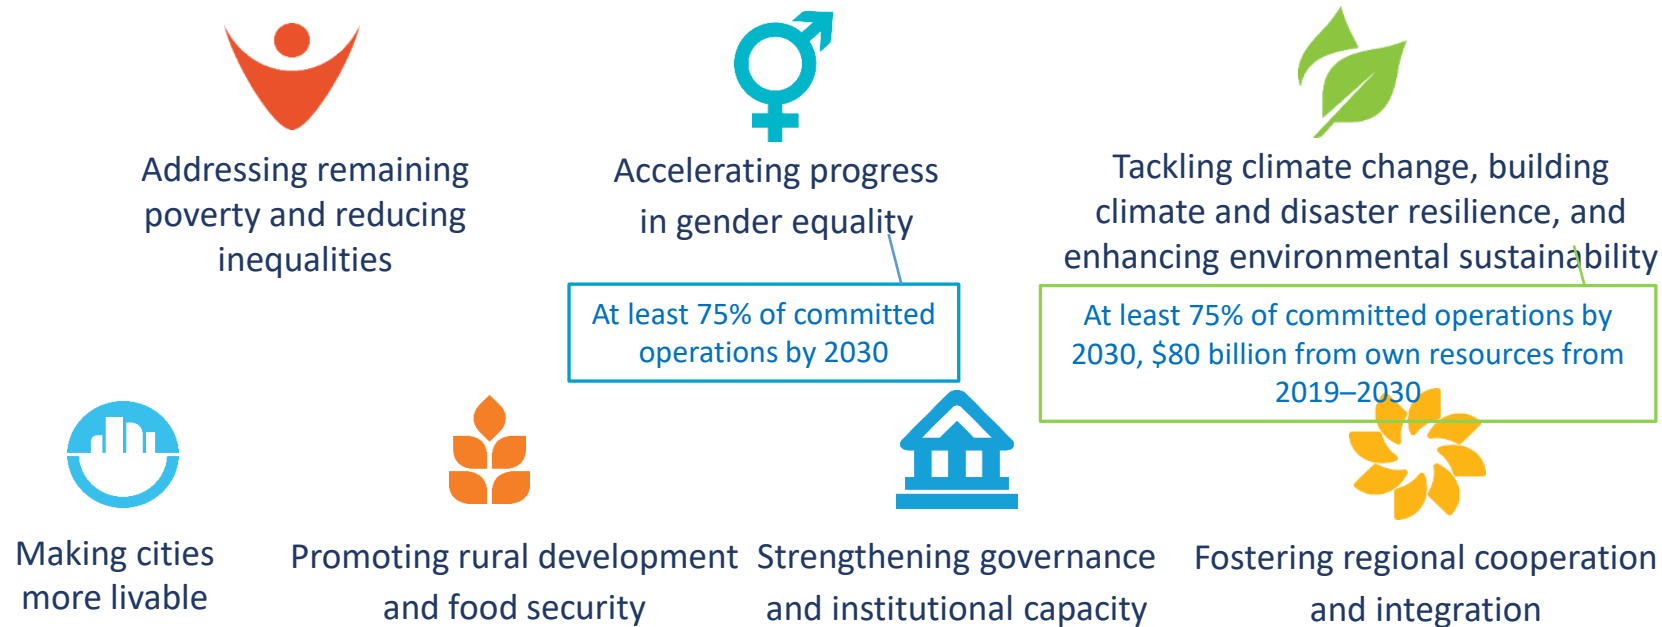 Addressing remaining
poverty and reducing
inequalities
Accelerating progress
in gender equality
At least 75% of committed
operations by 2030
Tackling climate change, building
climate and disaster resilience, and
enhancing environmental sustainability
At least 75% of committed operations by
2030, $80 billion from own resources from
2019–2030
Making cities
more livable
Promoting rural development
and food security
Strengthening governance
and institutional capacity
Fostering regional cooperation
and integration